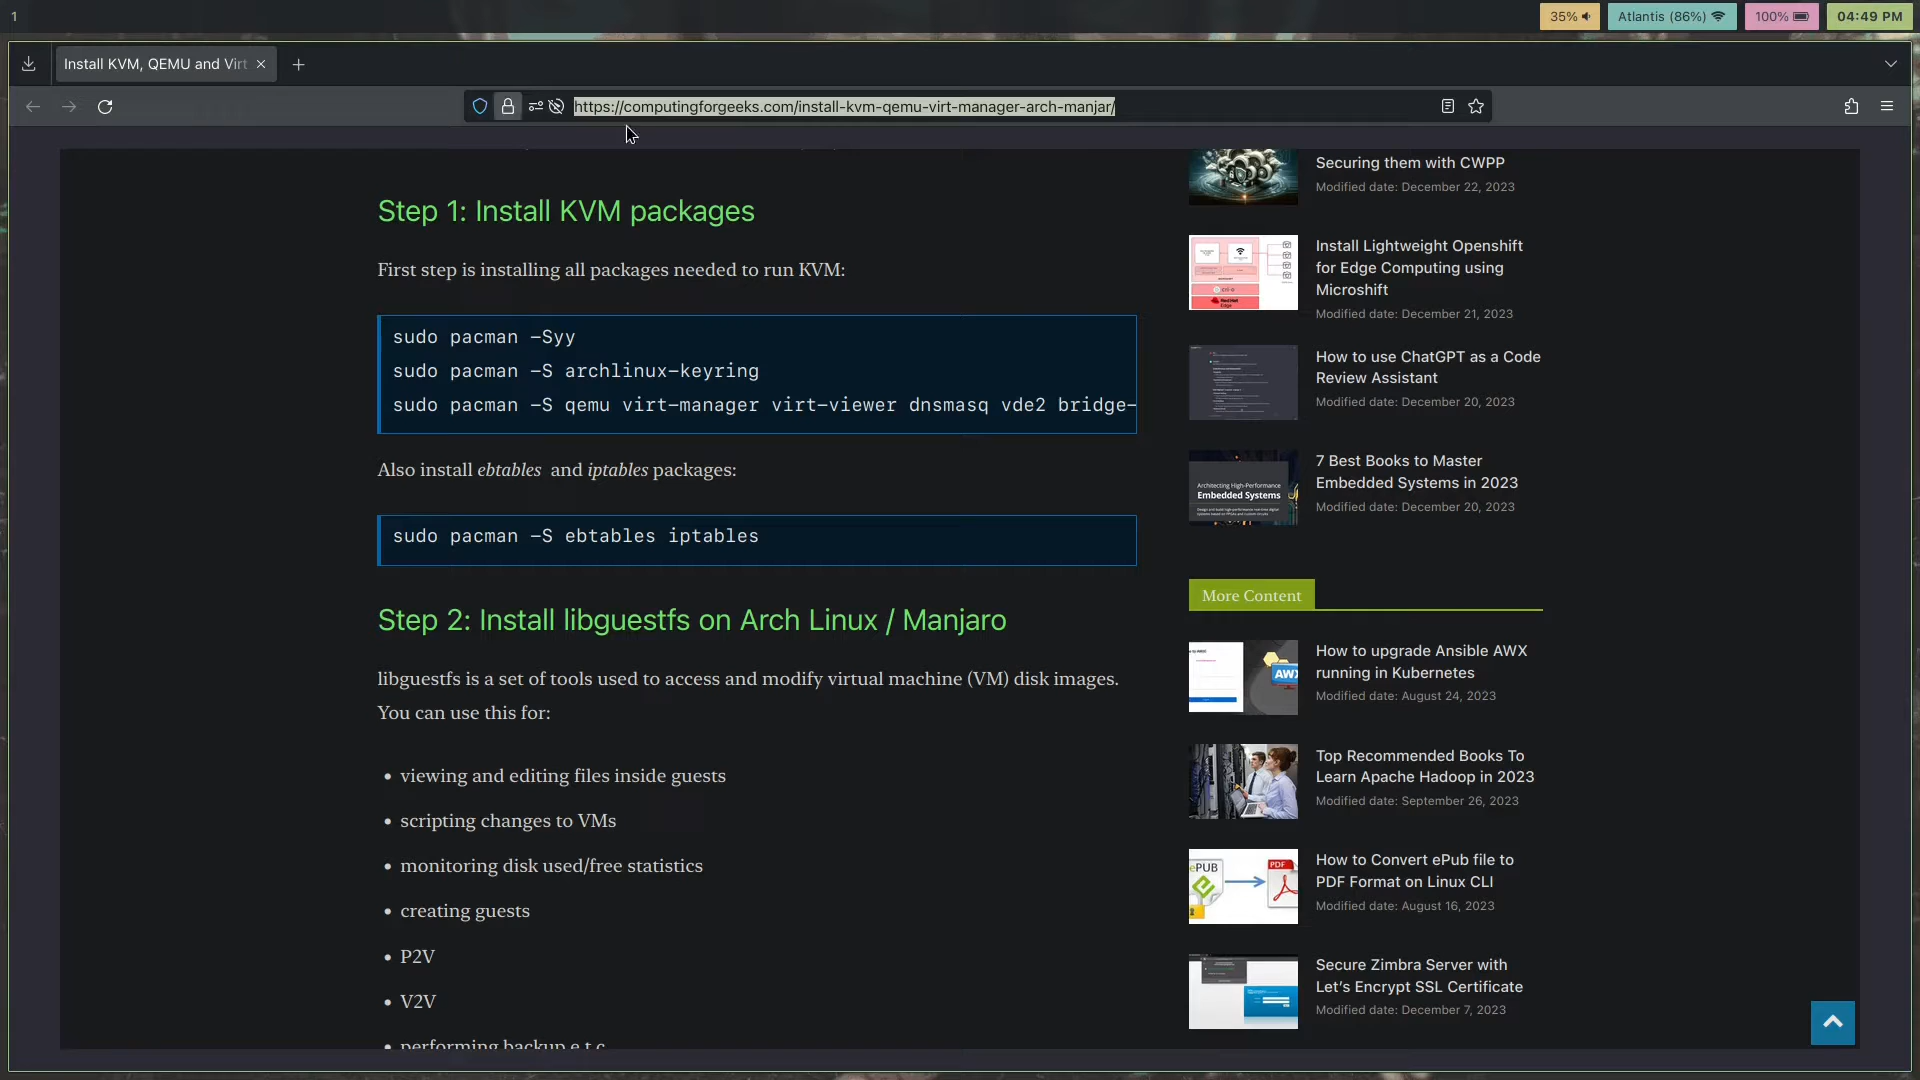 1
35%
Atlantis (86%)
100%
04:49 PM
Install KVM, QEMU and Virt
https://computingforgeeks.com/install-kvm-qemu-virt-manager-arch-manjar/
Step 1: Install KVM packages
First step is installing all packages needed to run KVM:
sudo pacman -Syy
sudo pacman -S archlinux-keyring
sudo pacman -S qemu virt-manager virt-viewer dnsmasq vde2 bridge-
Also install ebtables and iptables packages:
sudo pacman -S ebtables iptables
Step 2: Install libguestfs on Arch Linux / Manjaro
libguestfs is a set of tools used to access and modify virtual machine (VM) disk images.
You can use this for:
• viewing and editing files inside guests
• scripting changes to VMs
• monitoring disk used/free statistics
• creating guests
• P2V
• V2V
• performing backup e.t.c
Securing them with CWPP
Modified date: December 22, 2023
Install Lightweight Openshift
for Edge Computing using
Microshift
Modified date: December 21, 2023
How to use ChatGPT as a Code
Review Assistant
Modified date: December 20, 2023
Architecting High-Performance
Embedded Systems
7 Best Books to Master
Embedded Systems in 2023
Modified date: December 20, 2023
More Content
AWX
How to upgrade Ansible AWX
running in Kubernetes
Modified date: August 24, 2023
Top Recommended Books To
Learn Apache Hadoop in 2023
Modified date: September 26, 2023
ePUB
PDF
How to Convert ePub file to
PDF Format on Linux CLI
Modified date: August 16, 2023
Secure Zimbra Server with
Let's Encrypt SSL Certificate
Modified date: December 7, 2023